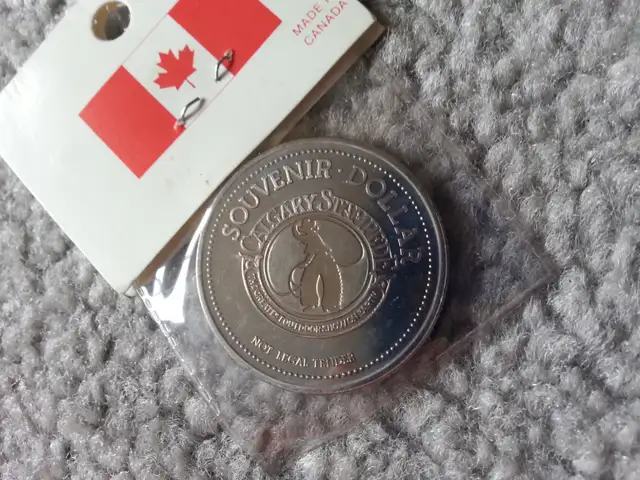 MADE IN
CANADA
SOUVENIR · DOLLAR
CALGARY STAMPEDE
NOT LEGAL TENDER